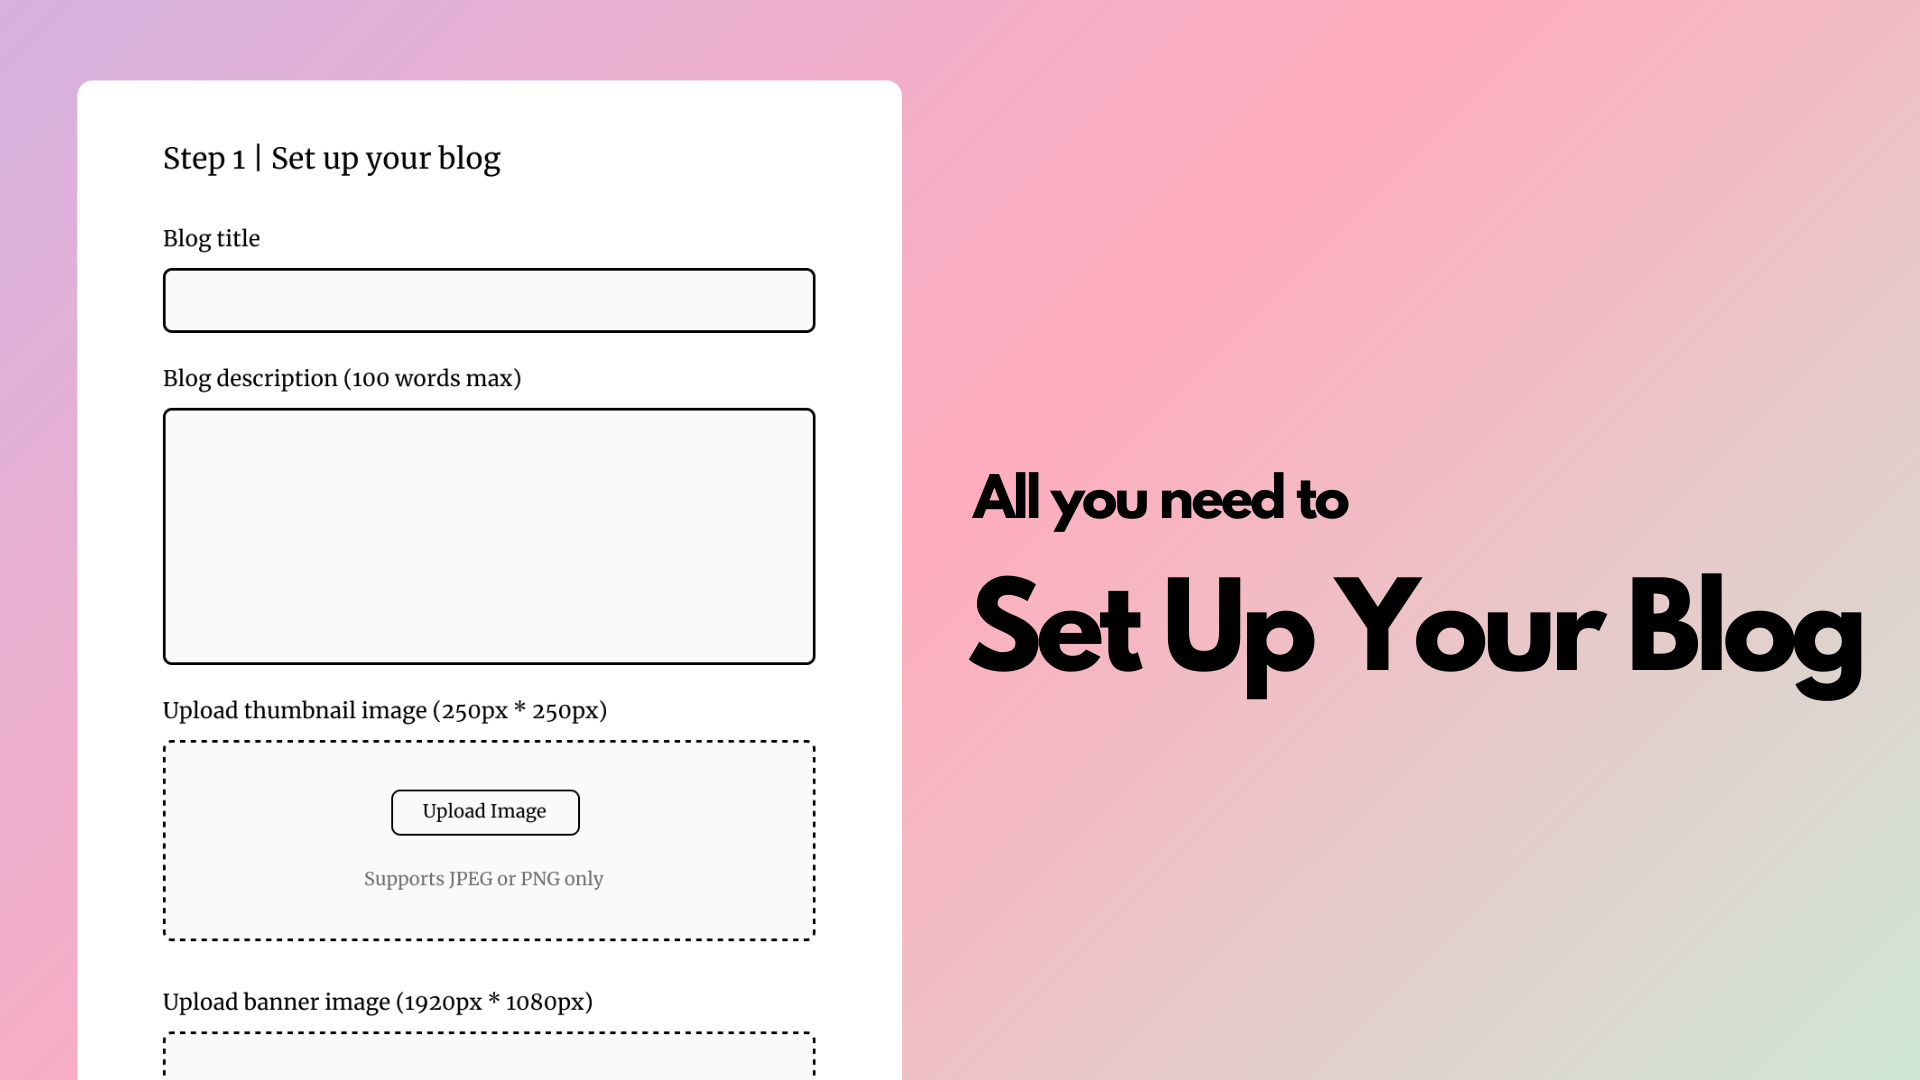 Step 1 | Set up your blog
Blog title
Blog description (100 words max)
Upload thumbnail image (250px * 250px)
Upload Image
Supports JPEG or PNG only
Upload banner image (1920px * 1080px)
All you need to
Set Up Your Blog